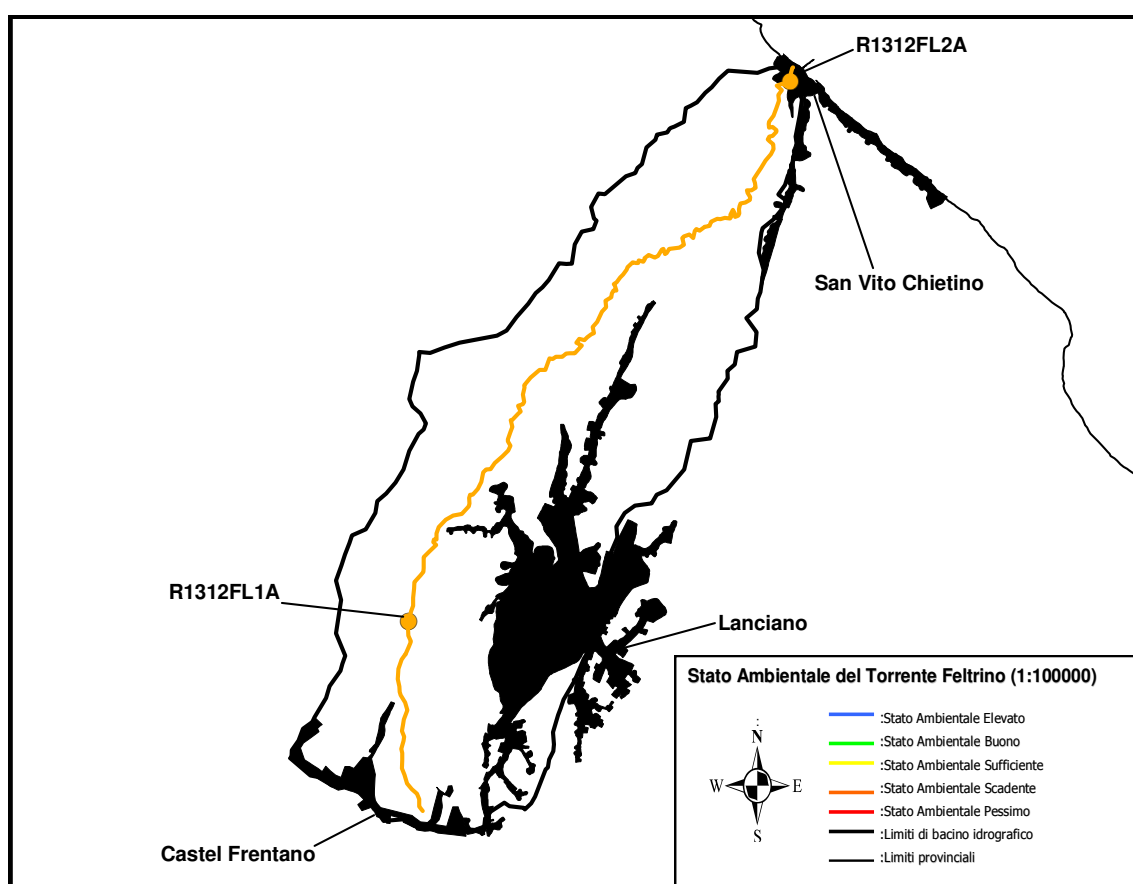 R1312FL2A
San Vito Chietino
R1312FL1A
Lanciano
Castel Frentano
Stato Ambientale del Torrente Feltrino (1:100000)
:
N
W E
S
:Stato Ambientale Elevato
:Stato Ambientale Buono
:Stato Ambientale Sufficiente
:Stato Ambientale Scadente
:Stato Ambientale Pessimo
:Limiti di bacino idrografico
:Limiti provinciali